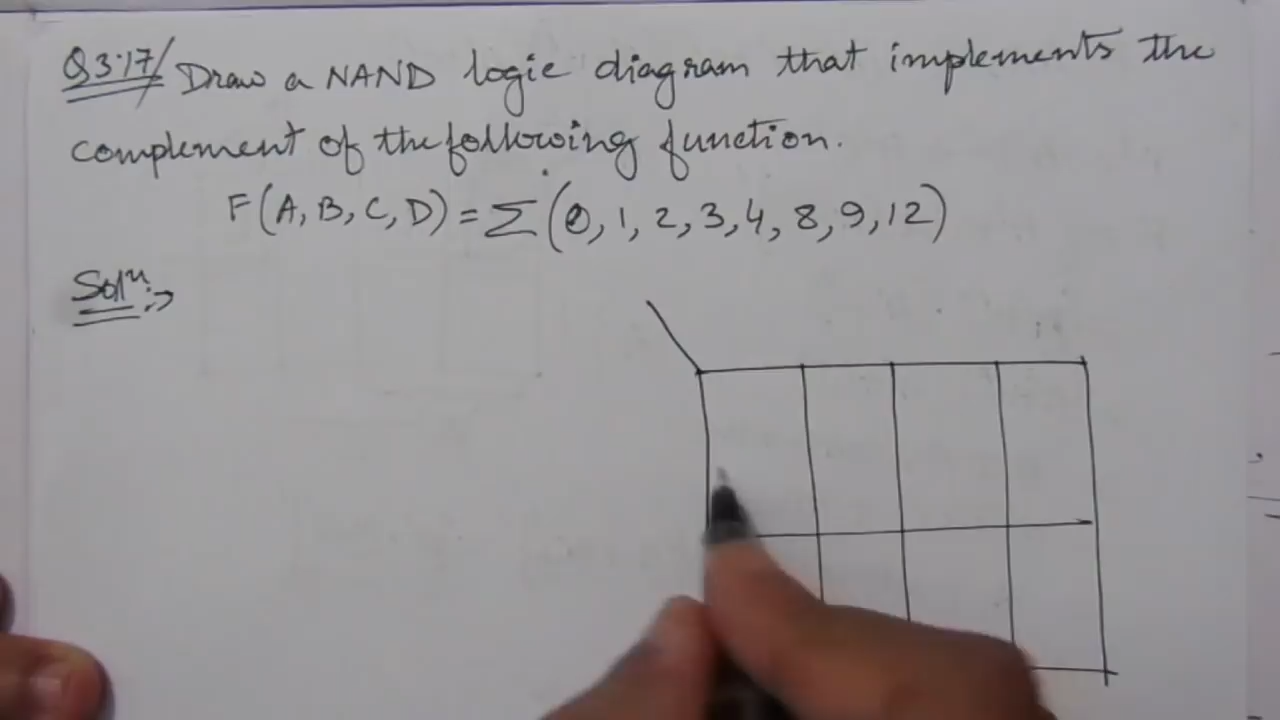 Q3.17/ Draw a NAND logic diagram that implements the
complement of the following function.
F(A, B, C, D) = Σ(0, 1, 2, 3, 4, 8, 9, 12)
Solⁿ:->